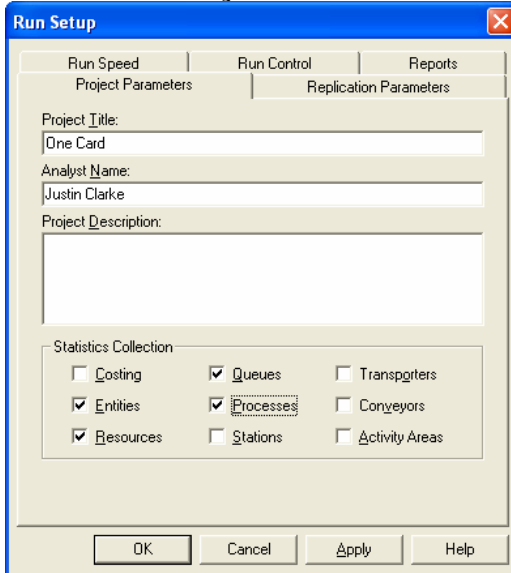 Run Setup
Run Speed Run Control Reports
Project Parameters Replication Parameters
Project Title:
One Card
Analyst Name:
Justin Clarke
Project Description:
Statistics Collection
Costing Queues Transporters
Entities Processes Conveyors
Resources Stations Activity Areas
OK Cancel Apply Help